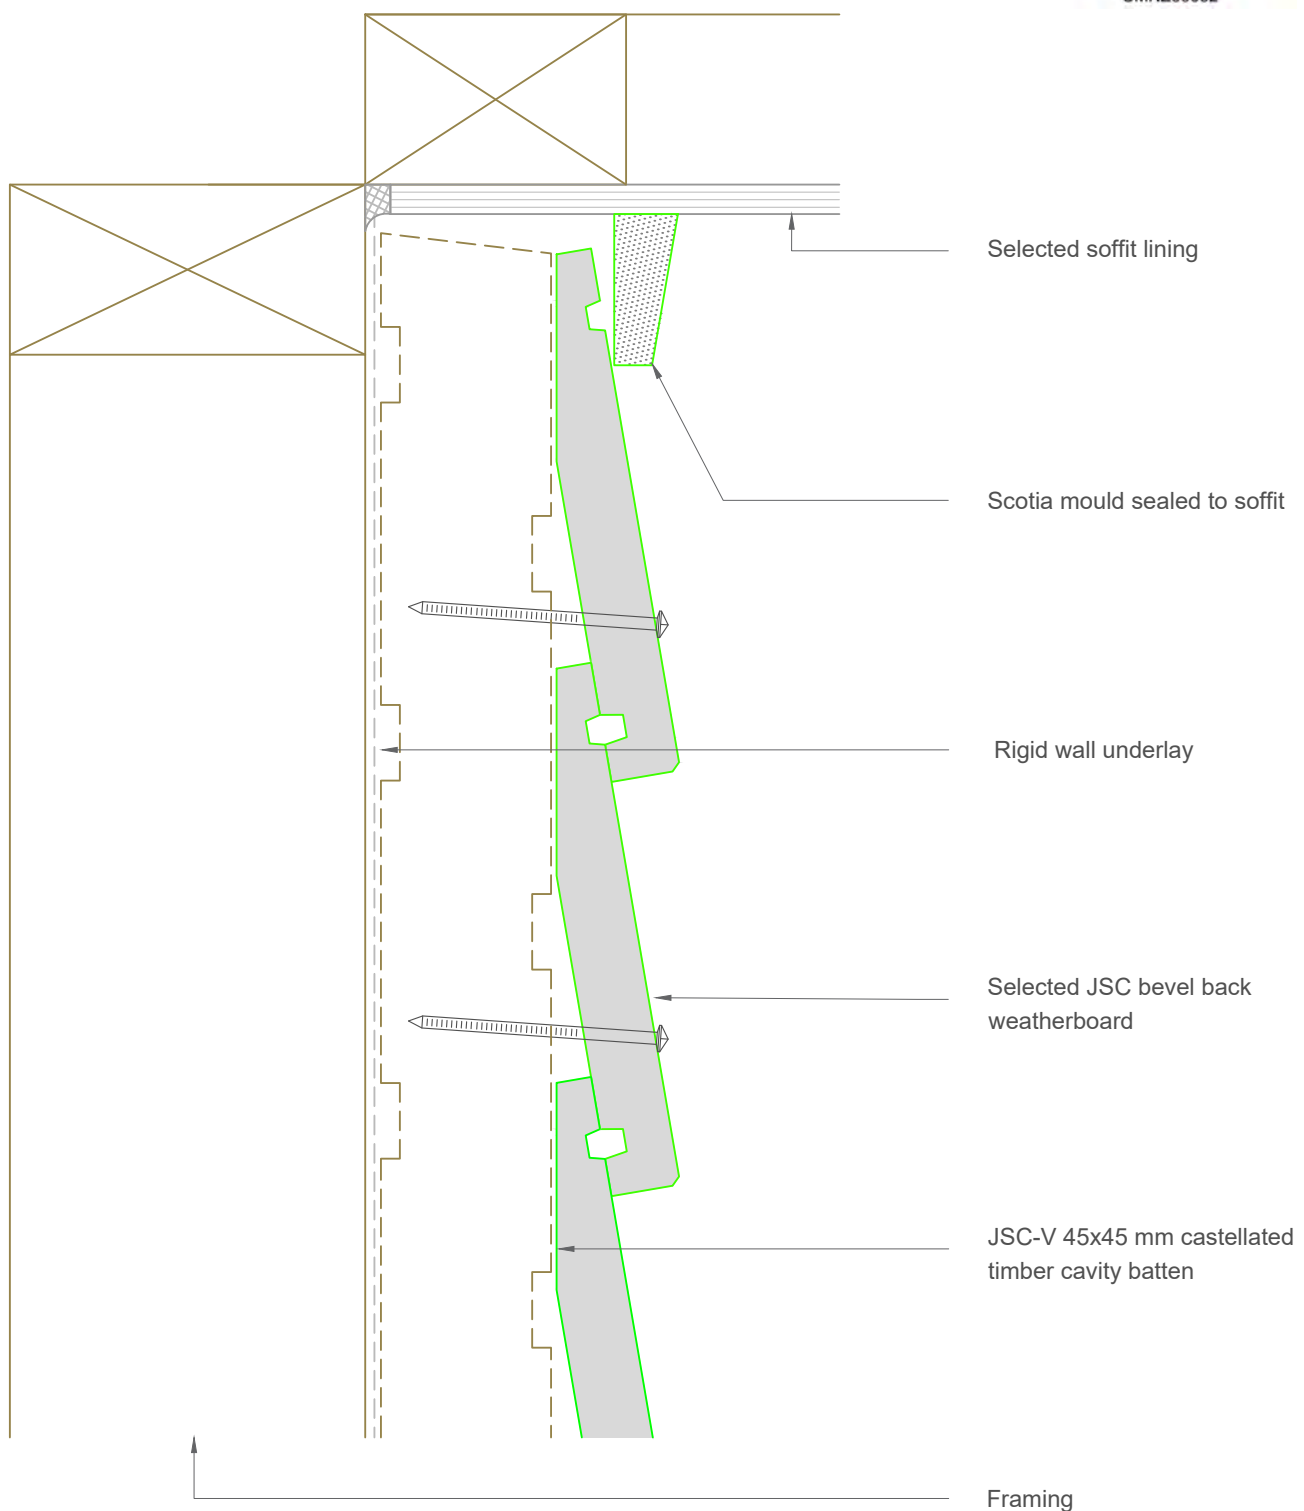 Selected soffit lining
Scotia mould sealed to soffit
Rigid wall underlay
Selected JSC bevel back
weatherboard
JSC-V 45x45 mm castellated
timber cavity batten
Framing